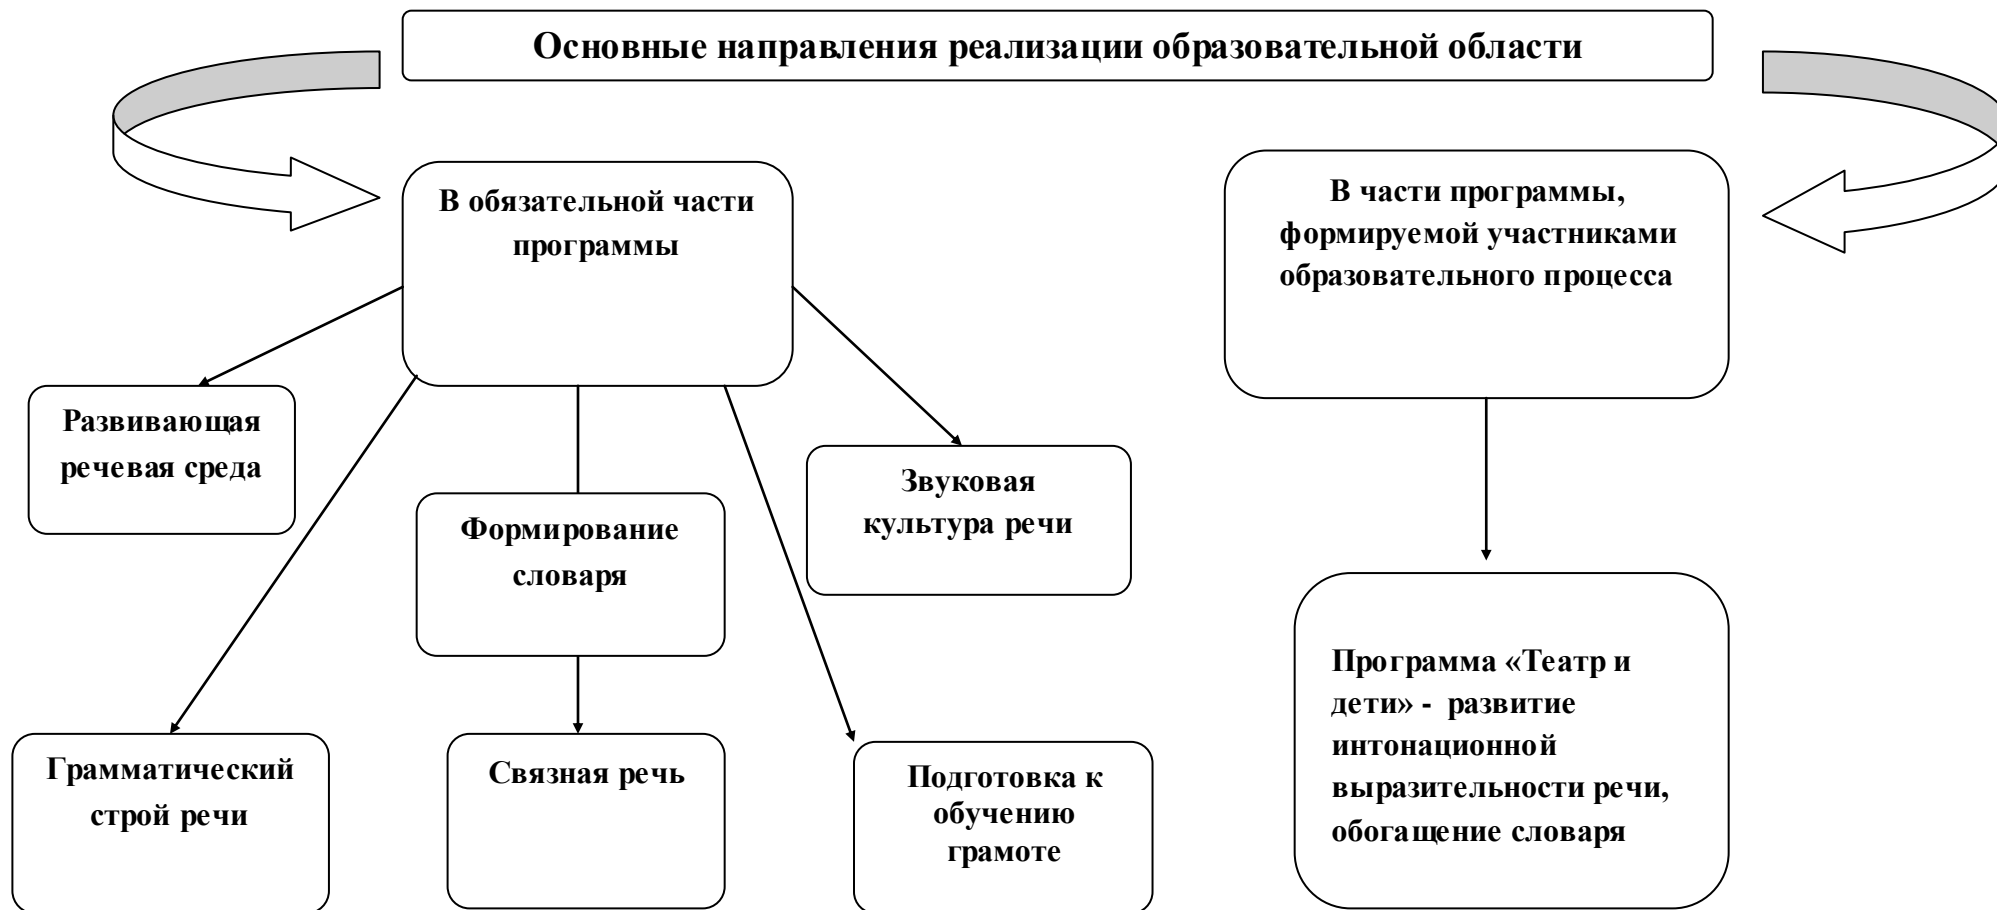 Основные направления реализации образовательной области
В обязательной части
программы
В части программы,
формируемой участниками
образовательного процесса
Развивающая
речевая среда
Формирование
словаря
Звуковая
культура речи
Грамматический
строй речи
Связная речь
Подготовка к
обучению
грамоте
Программа «Театр и
дети» - развитие
интонационной
выразительности речи,
обогащение словаря